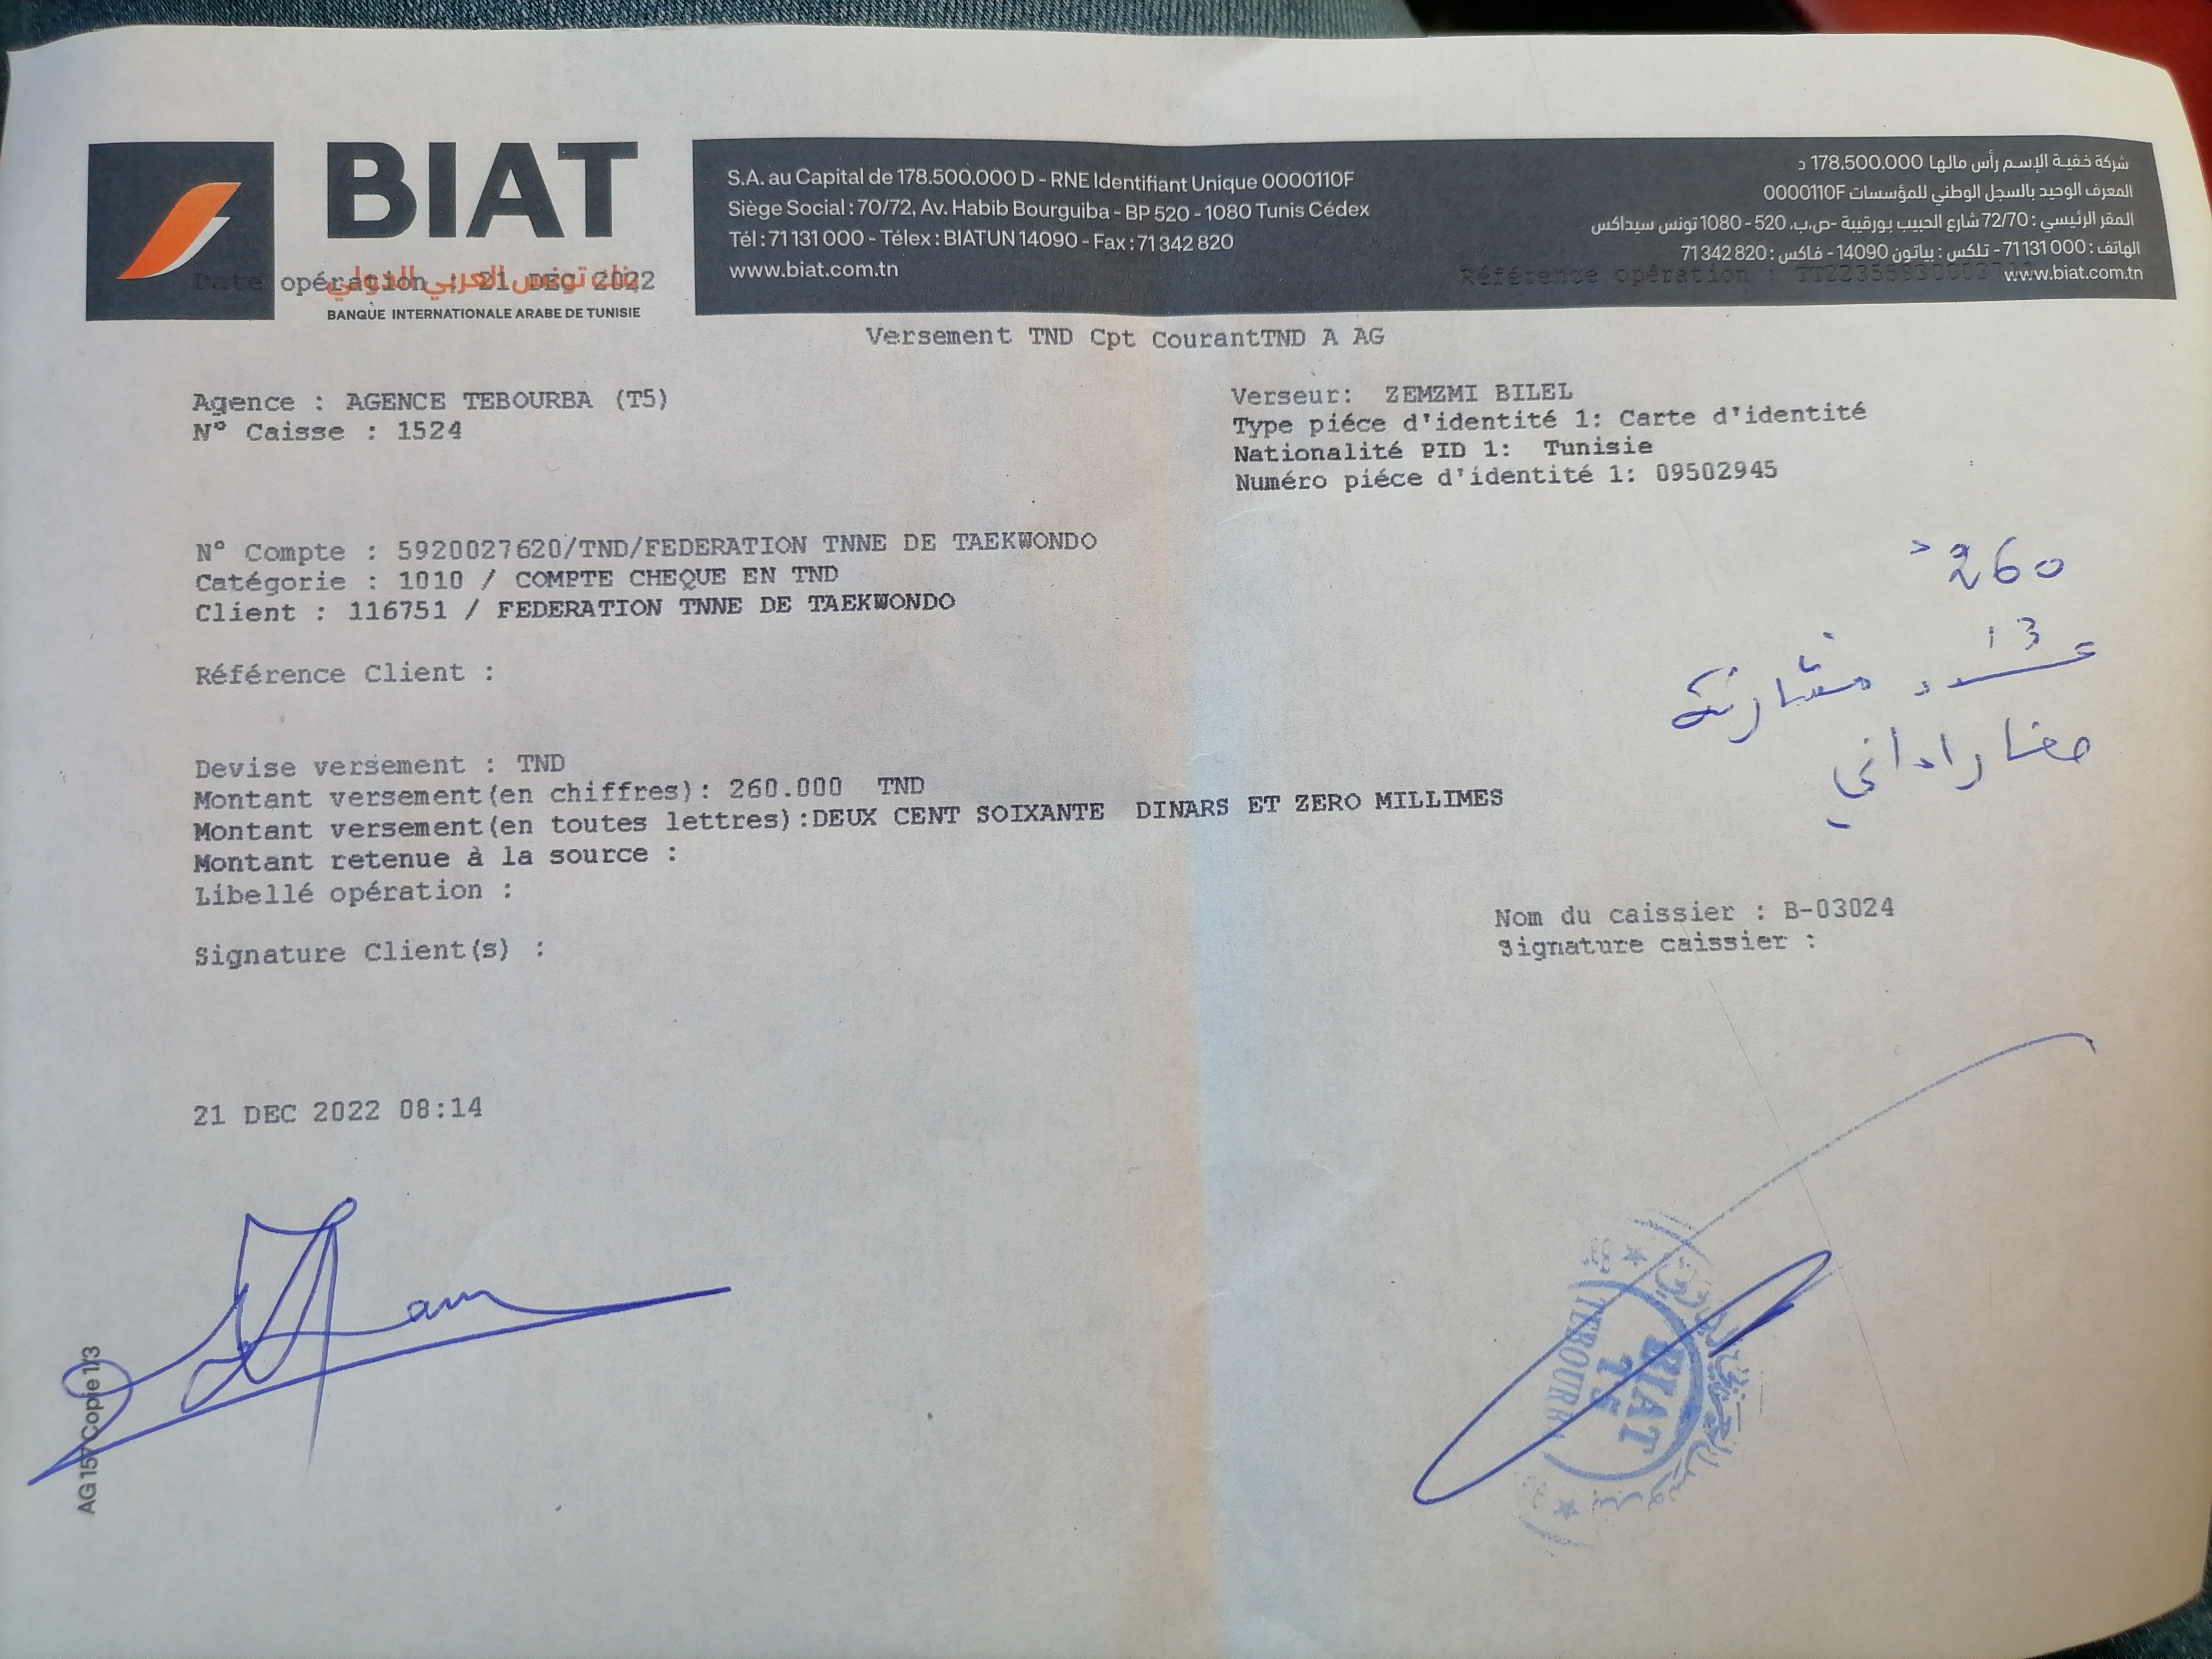 BIAT
بنك تونس العربي الدولي
BANQUE INTERNATIONALE ARABE DE TUNISIE
S.A. au Capital de 178.500.000 D - RNE Identifiant Unique 0000110F
Siège Social : 70/72, Av. Habib Bourguiba - BP 520 - 1080 Tunis Cédex
Tél : 71 131 000 - Télex : BIATUN 14090 - Fax : 71 342 820
www.biat.com.tn
شركة خفية الإسم رأس مالها 178.500.000 د
المعرف الوحيد بالسجل الوطني للمؤسسات 0000110F
المقر الرئيسي : 72/70 شارع الحبيب بورقيبة -ص.ب. 520 - 1080 تونس سيداكس
الهاتف : 71 131 000 - تلكس : بياتون 14090 - فاكس : 71 342 820
www.biat.com.tn
Date opération : 21 DEC 2022
Référence opération :
Versement TND Cpt CourantTND A AG
Agence : AGENCE TEBOURBA (T5)
N° Caisse : 1524
Verseur: ZEMZMI BILEL
Type piéce d'identité 1: Carte d'identité
Nationalité PID 1: Tunisie
Numéro piéce d'identité 1: 09502945
N° Compte : 5920027620/TND/FEDERATION TNNE DE TAEKWONDO
Catégorie : 1010 / COMPTE CHEQUE EN TND
Client : 116751 / FEDERATION TNNE DE TAEKWONDO
Référence Client :
260
13
عدد مشاركة
Devise versement : TND
Montant versement(en chiffres): 260.000 TND
Montant versement(en toutes lettres):DEUX CENT SOIXANTE DINARS ET ZERO MILLIMES
Montant retenue à la source :
Libellé opération :
Nom du caissier : B-03024
Signature caissier :
Signature Client(s) :
21 DEC 2022 08:14
BIAT
T5
AG 157 Copie 1/3